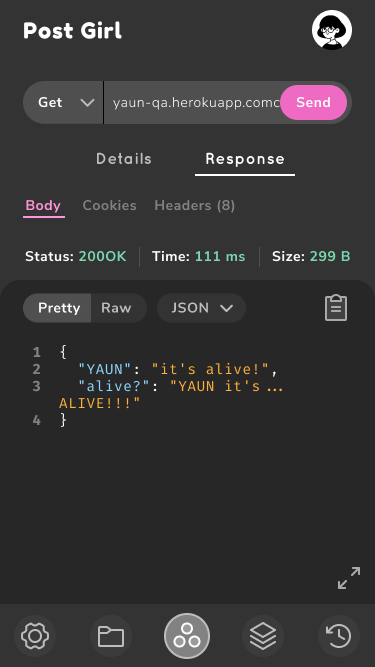 Post Girl
Get yaun-qa.herokuapp.comc Send
Details Response
Body Cookies Headers (8)
Status: 200OK Time: 111 ms Size: 299 B
Pretty Raw JSON
1 {
2 "YAUN": "it's alive!",
3 "alive?": "YAUN it's...
ALIVE!!!"
4 }